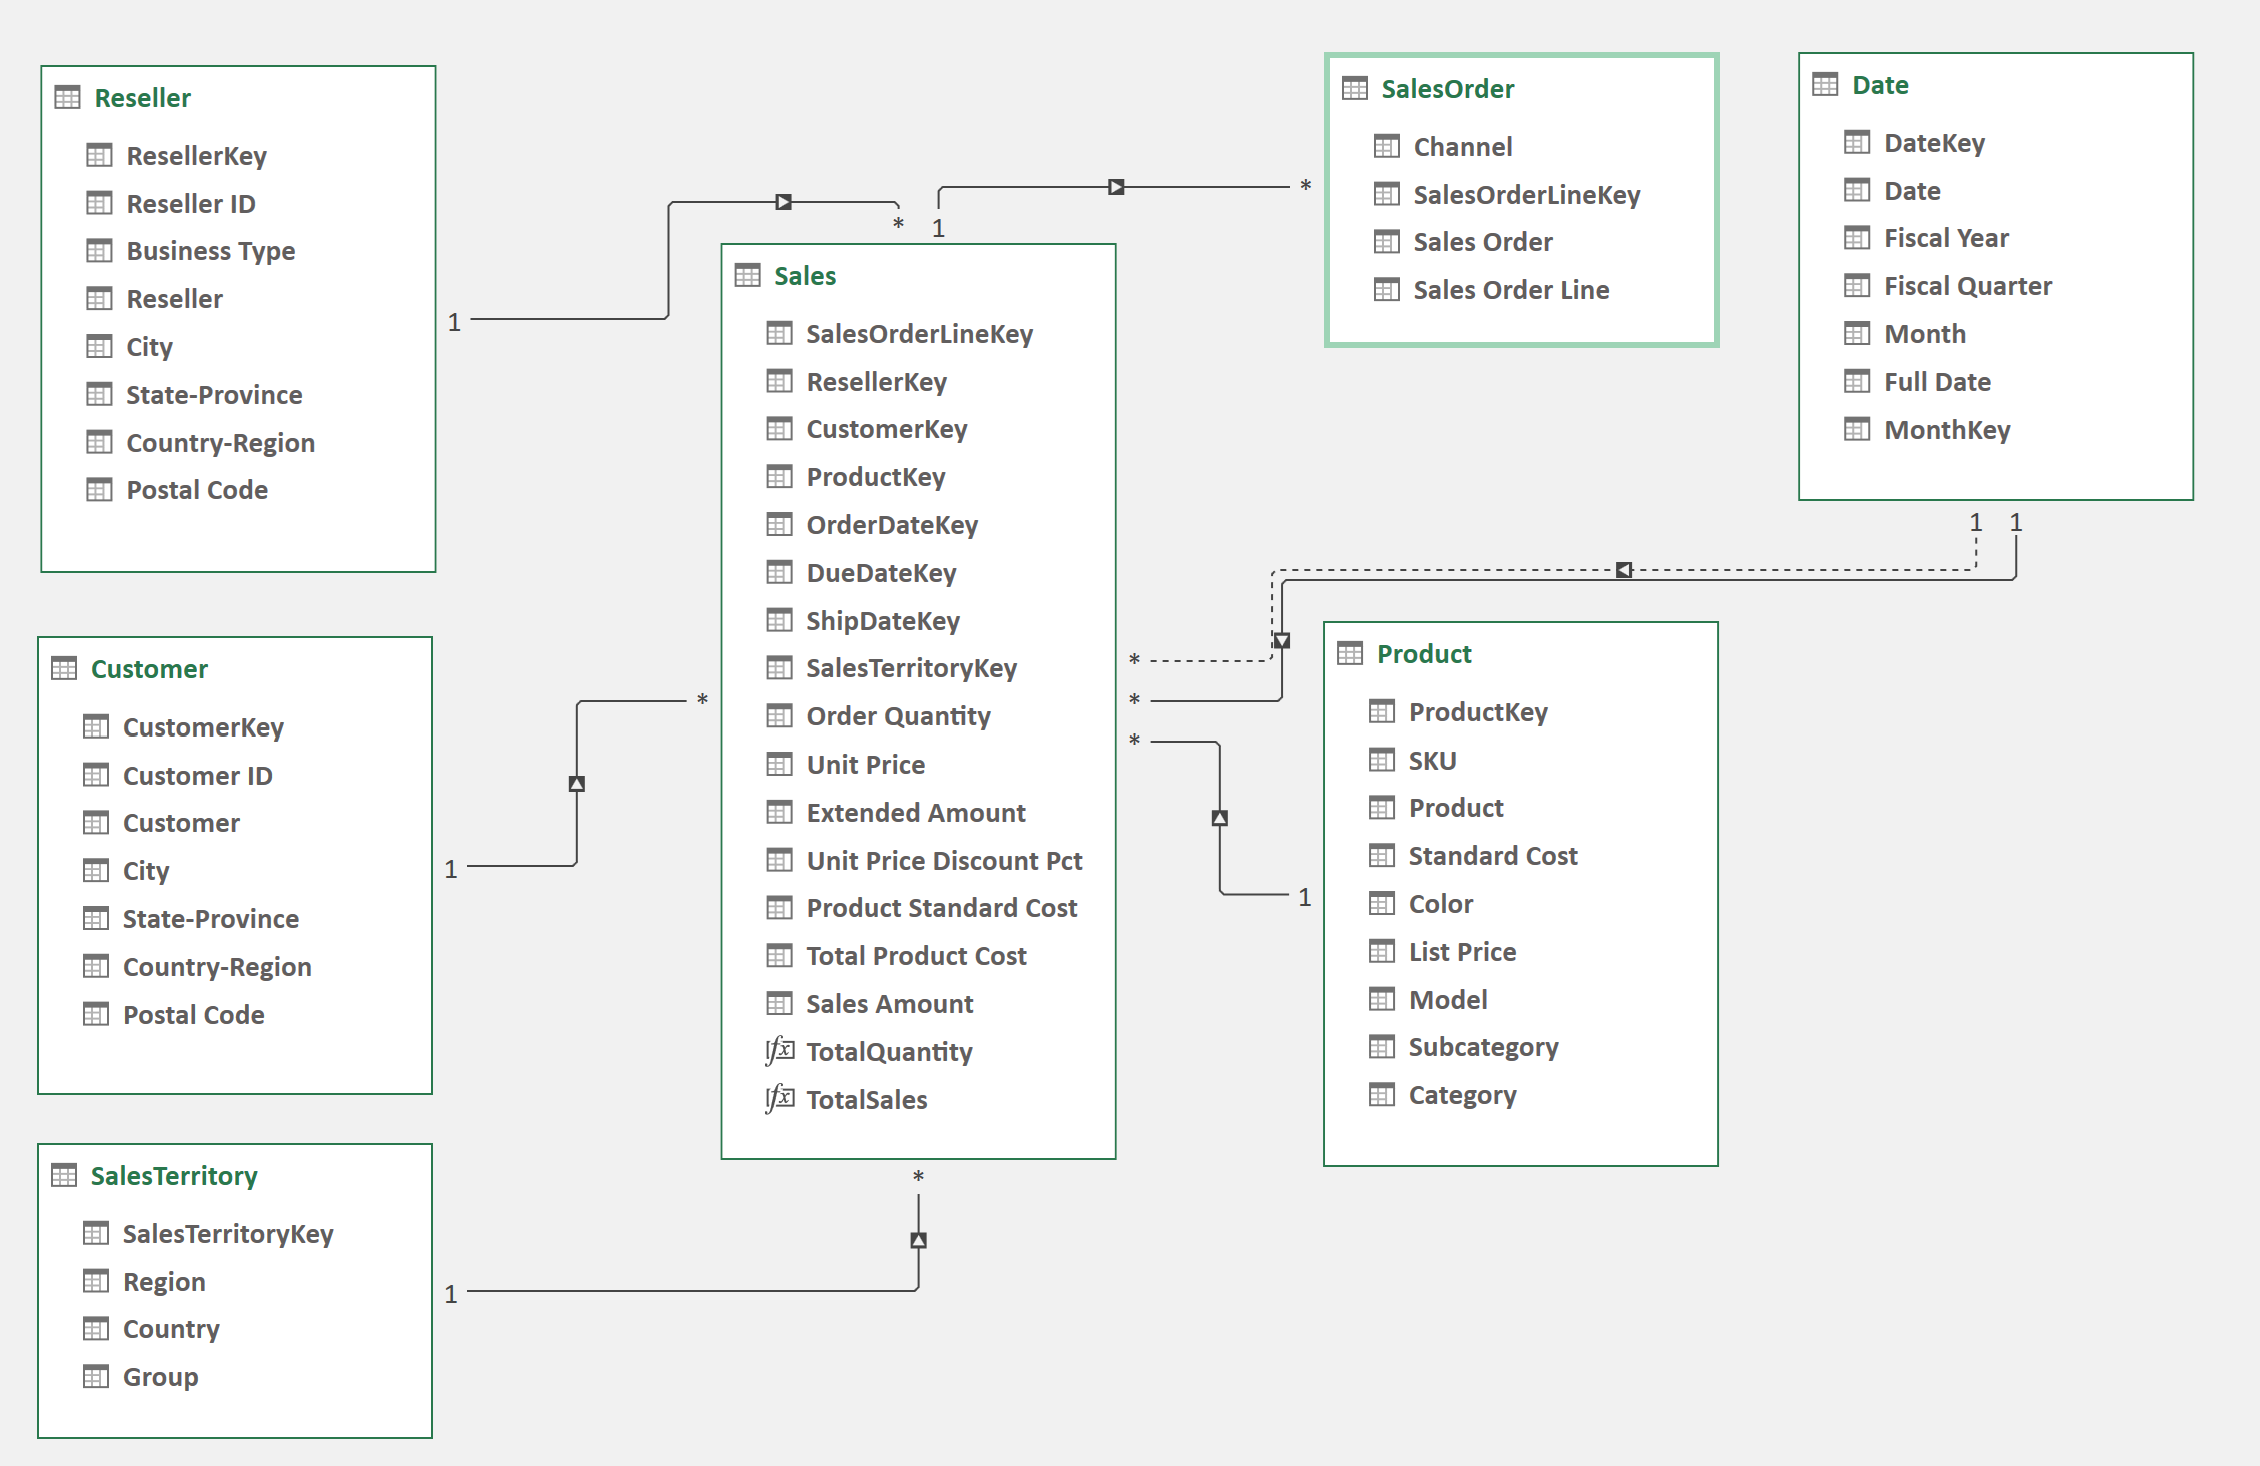 Reseller
ResellerKey
Reseller ID
Business Type
Reseller
City
State-Province
Country-Region
Postal Code
1
*
1
*
SalesOrder
Channel
SalesOrderLineKey
Sales Order
Sales Order Line
Date
DateKey
Date
Fiscal Year
Fiscal Quarter
Month
Full Date
MonthKey
1 1
Sales
SalesOrderLineKey
ResellerKey
CustomerKey
ProductKey
OrderDateKey
DueDateKey
ShipDateKey
SalesTerritoryKey
Order Quantity
Unit Price
Extended Amount
Unit Price Discount Pct
Product Standard Cost
Total Product Cost
Sales Amount
fx TotalQuantity
fx TotalSales
*
*
*
*
*
Customer
CustomerKey
Customer ID
Customer
City
State-Province
Country-Region
Postal Code
1
Product
ProductKey
SKU
Product
Standard Cost
Color
List Price
Model
Subcategory
Category
1
SalesTerritory
SalesTerritoryKey
Region
Country
Group
1